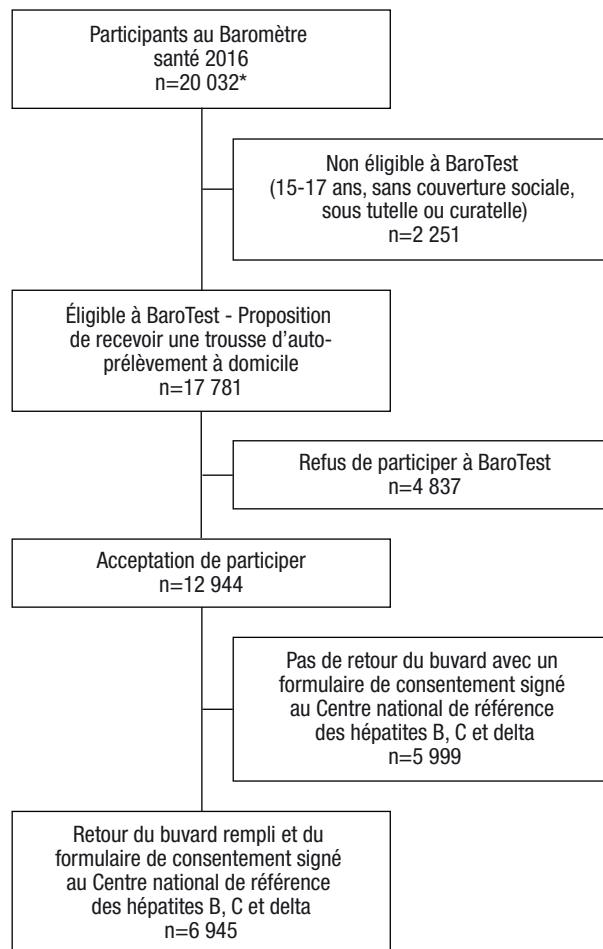 Participants au Baromètre
santé 2016
n=20 032*
Non éligible à BaroTest
(15-17 ans, sans couverture sociale,
sous tutelle ou curatelle)
n=2 251
Éligible à BaroTest - Proposition
de recevoir une trousse d’auto-
prélèvement à domicile
n=17 781
Refus de participer à BaroTest
n=4 837
Acceptation de participer
n=12 944
Pas de retour du buvard avec un
formulaire de consentement signé
au Centre national de référence
des hépatites B, C et delta
n=5 999
Retour du buvard rempli et du
formulaire de consentement signé
au Centre national de référence
des hépatites B, C et delta
n=6 945